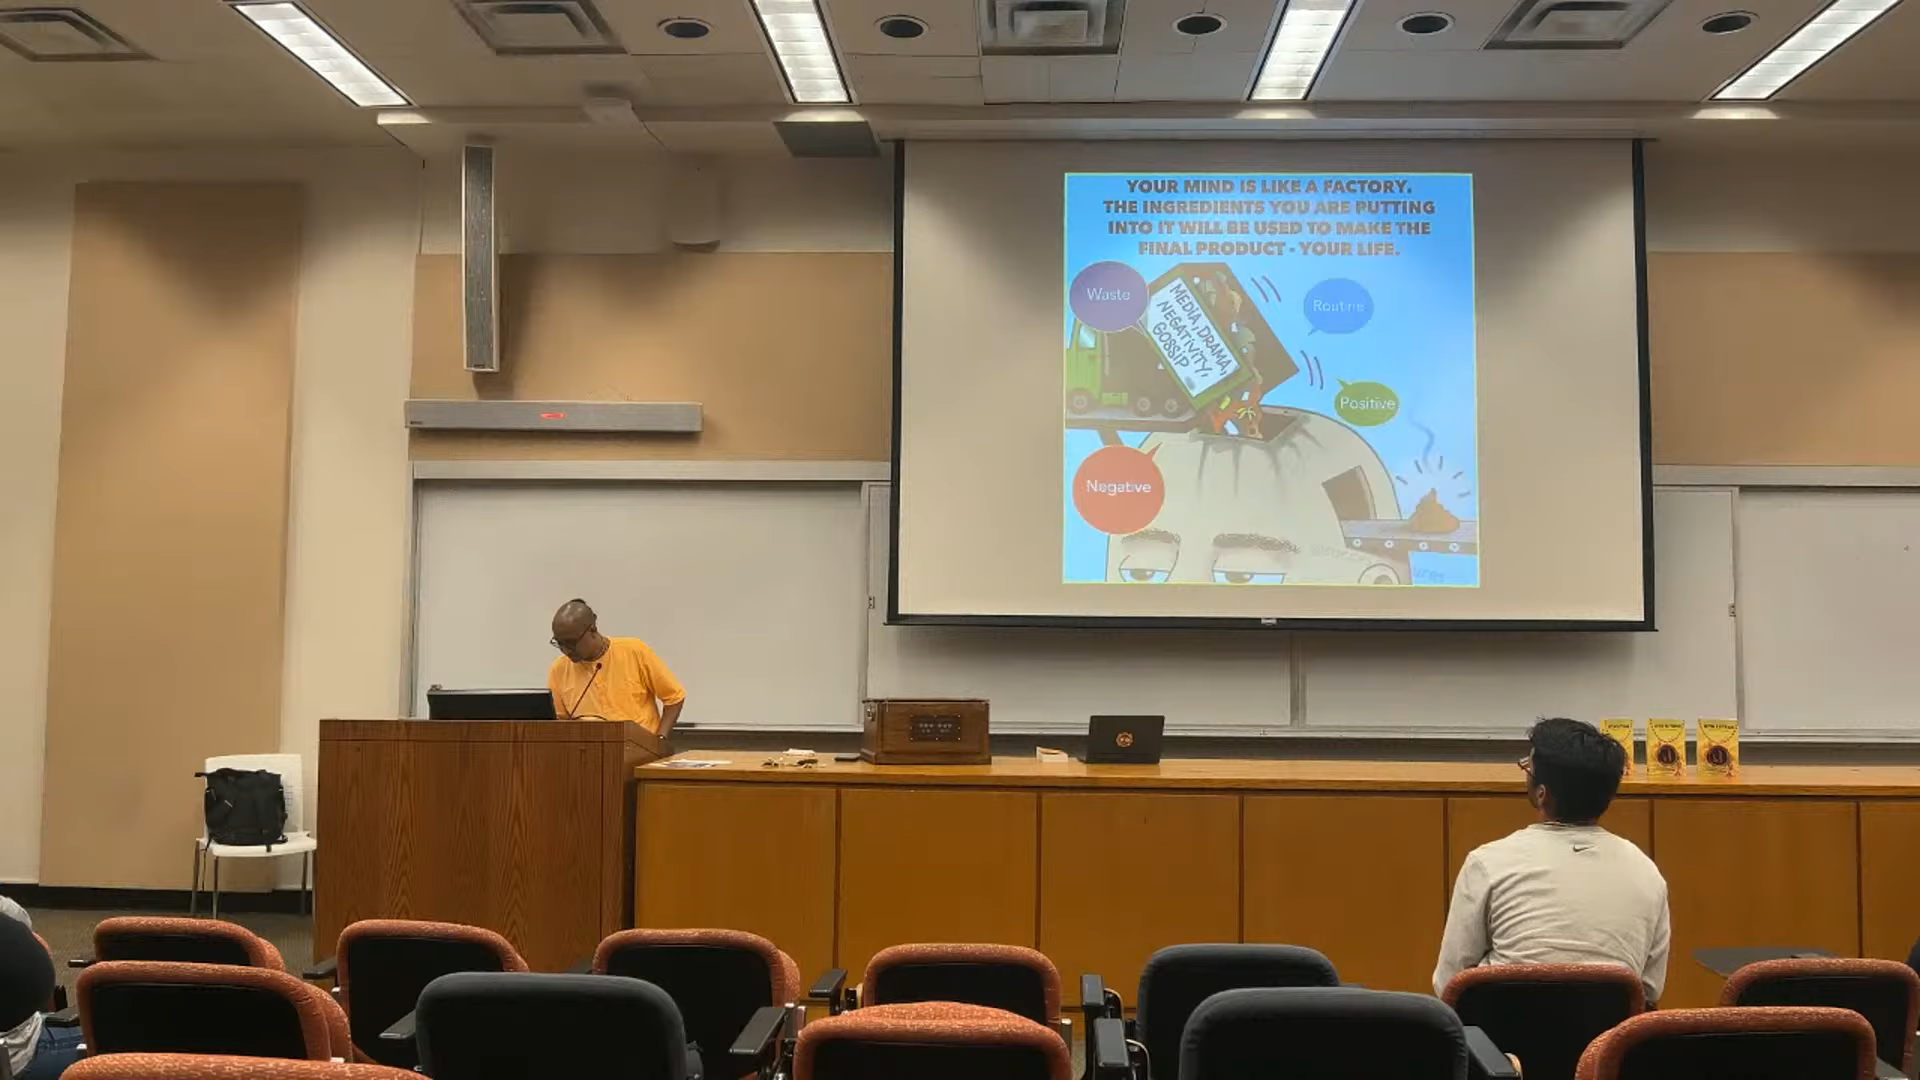 YOUR MIND IS LIKE A FACTORY.
THE INGREDIENTS YOU ARE PUTTING
INTO IT WILL BE USED TO MAKE THE
FINAL PRODUCT - YOUR LIFE.
Waste
MEDIA, DRAMA,
NEGATIVITY,
GOSSIP
Routine
Positive
Negative